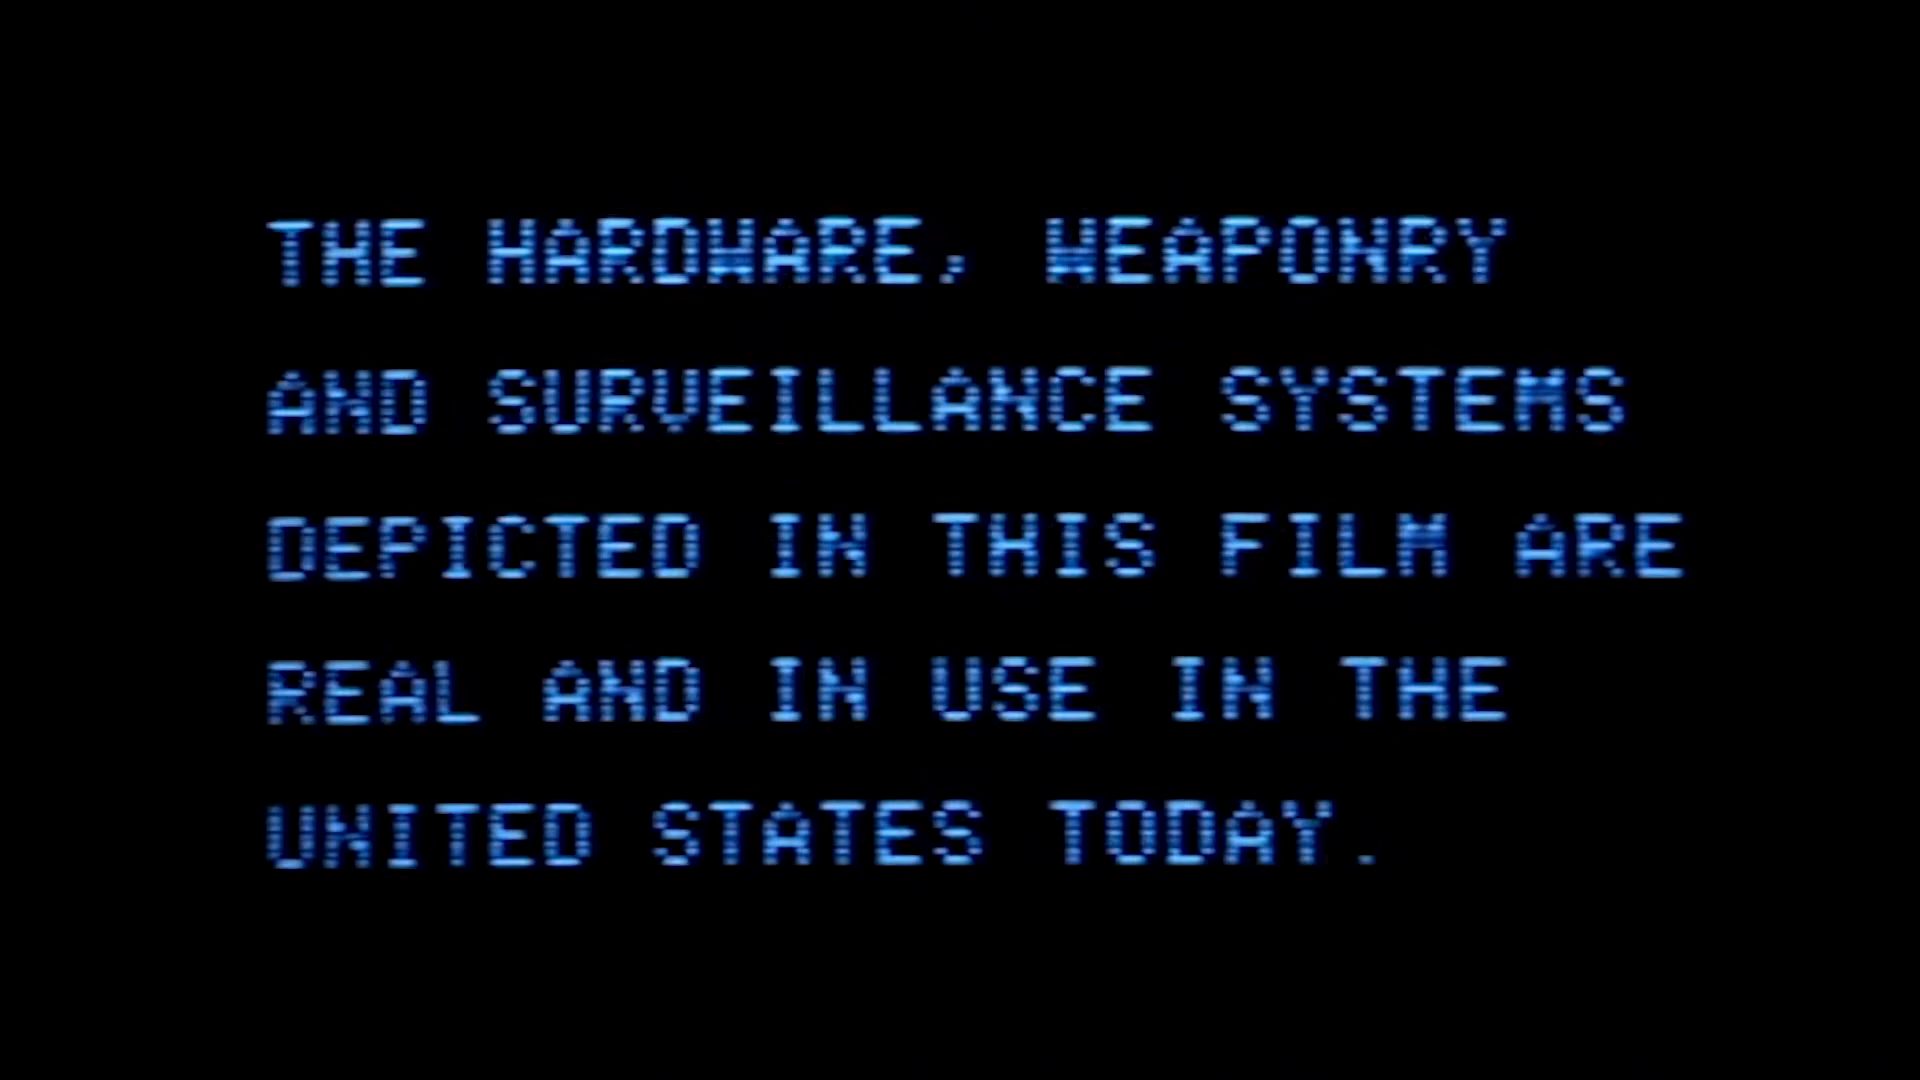 THE HARDWARE, WEAPONRY
AND SURVEILLANCE SYSTEMS
DEPICTED IN THIS FILM ARE
REAL AND IN USE IN THE
UNITED STATES TODAY.